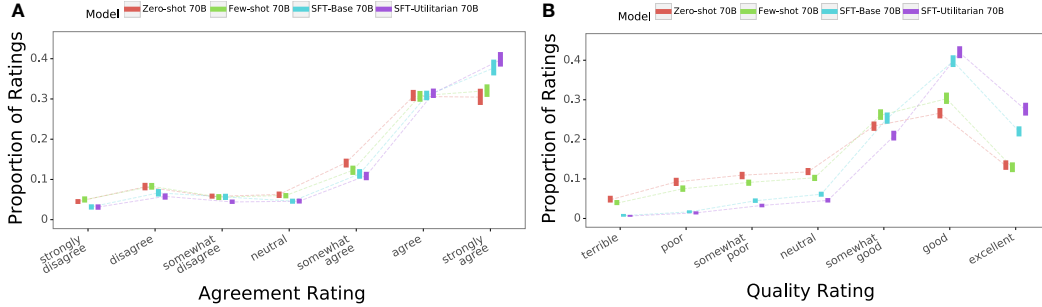 A
Model Zero-shot 70B Few-shot 70B SFT-Base 70B SFT-Utilitarian 70B
Proportion of Ratings
0.4
0.3
0.2
0.1
0
strongly disagree
disagree
somewhat disagree
neutral
somewhat agree
agree
strongly agree
Agreement Rating
B
Model Zero-shot 70B Few-shot 70B SFT-Base 70B SFT-Utilitarian 70B
Proportion of Ratings
0.4
0.3
0.2
0.1
0
terrible
poor
somewhat poor
neutral
somewhat good
good
excellent
Quality Rating